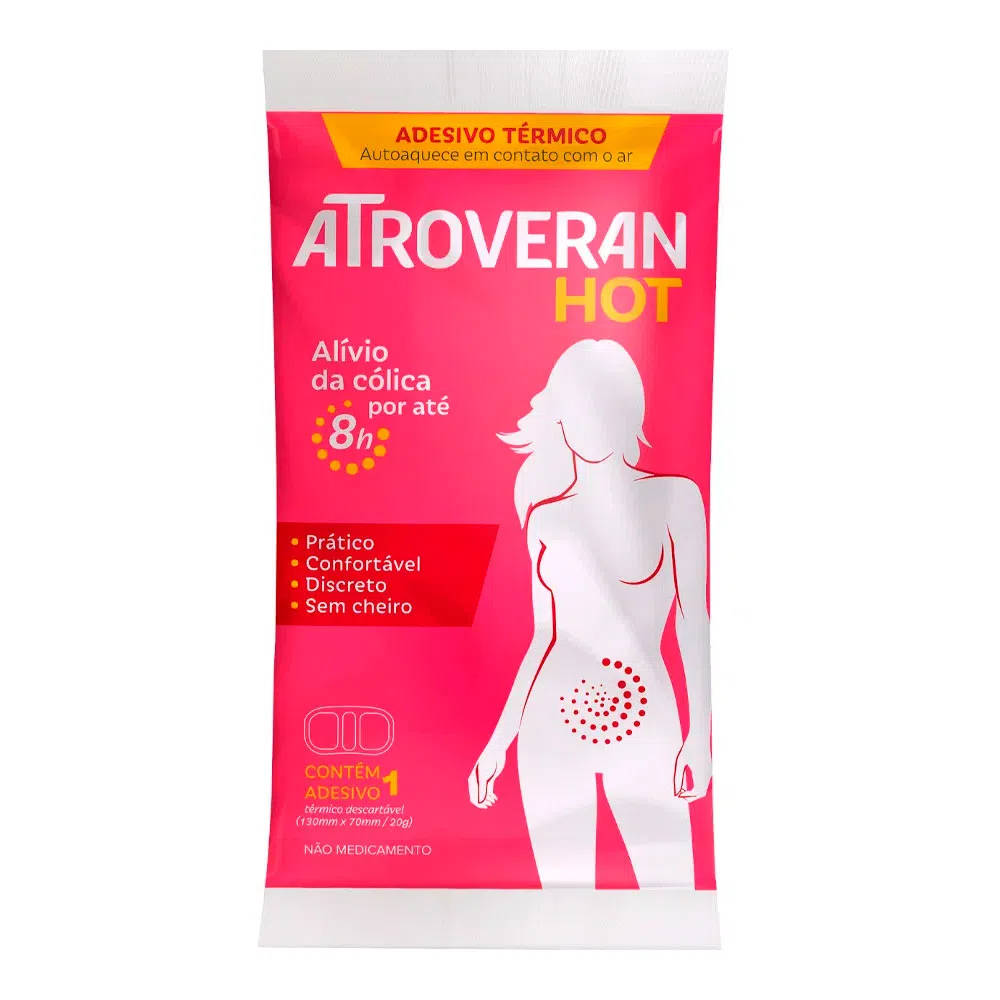 ADESIVO TÉRMICO
Autoaquece em contato com o ar
ATROVERAN
HOT
Alívio
da cólica
por até
8h
• Prático
• Confortável
• Discreto
• Sem cheiro
CONTÉM 1
ADESIVO
térmico descartável
(130mm x 70mm / 20g)
NÃO MEDICAMENTO